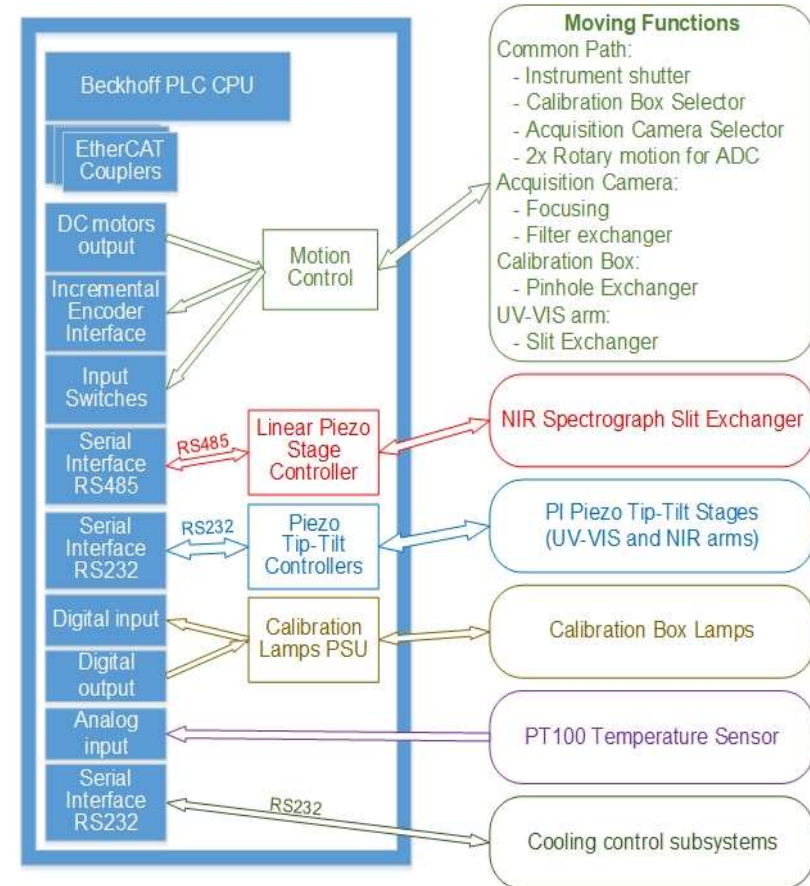 Beckhoff PLC CPU
EtherCAT
Couplers
DC motors
output
Incremental
Encoder
Interface
Input
Switches
Serial
Interface
RS485
Serial
Interface
RS232
Digital input
Digital
output
Analog
input
Serial
Interface
RS232
Motion
Control
RS485
Linear Piezo
Stage
Controller
RS232
Piezo
Tip-Tilt
Controllers
Calibration
Lamps PSU
RS232
Moving Functions
Common Path:
- Instrument shutter
- Calibration Box Selector
- Acquisition Camera Selector
- 2x Rotary motion for ADC
Acquisition Camera:
- Focusing
- Filter exchanger
Calibration Box:
- Pinhole Exchanger
UV-VIS arm:
- Slit Exchanger
NIR Spectrograph Slit Exchanger
PI Piezo Tip-Tilt Stages
(UV-VIS and NIR arms)
Calibration Box Lamps
PT100 Temperature Sensor
Cooling control subsystems